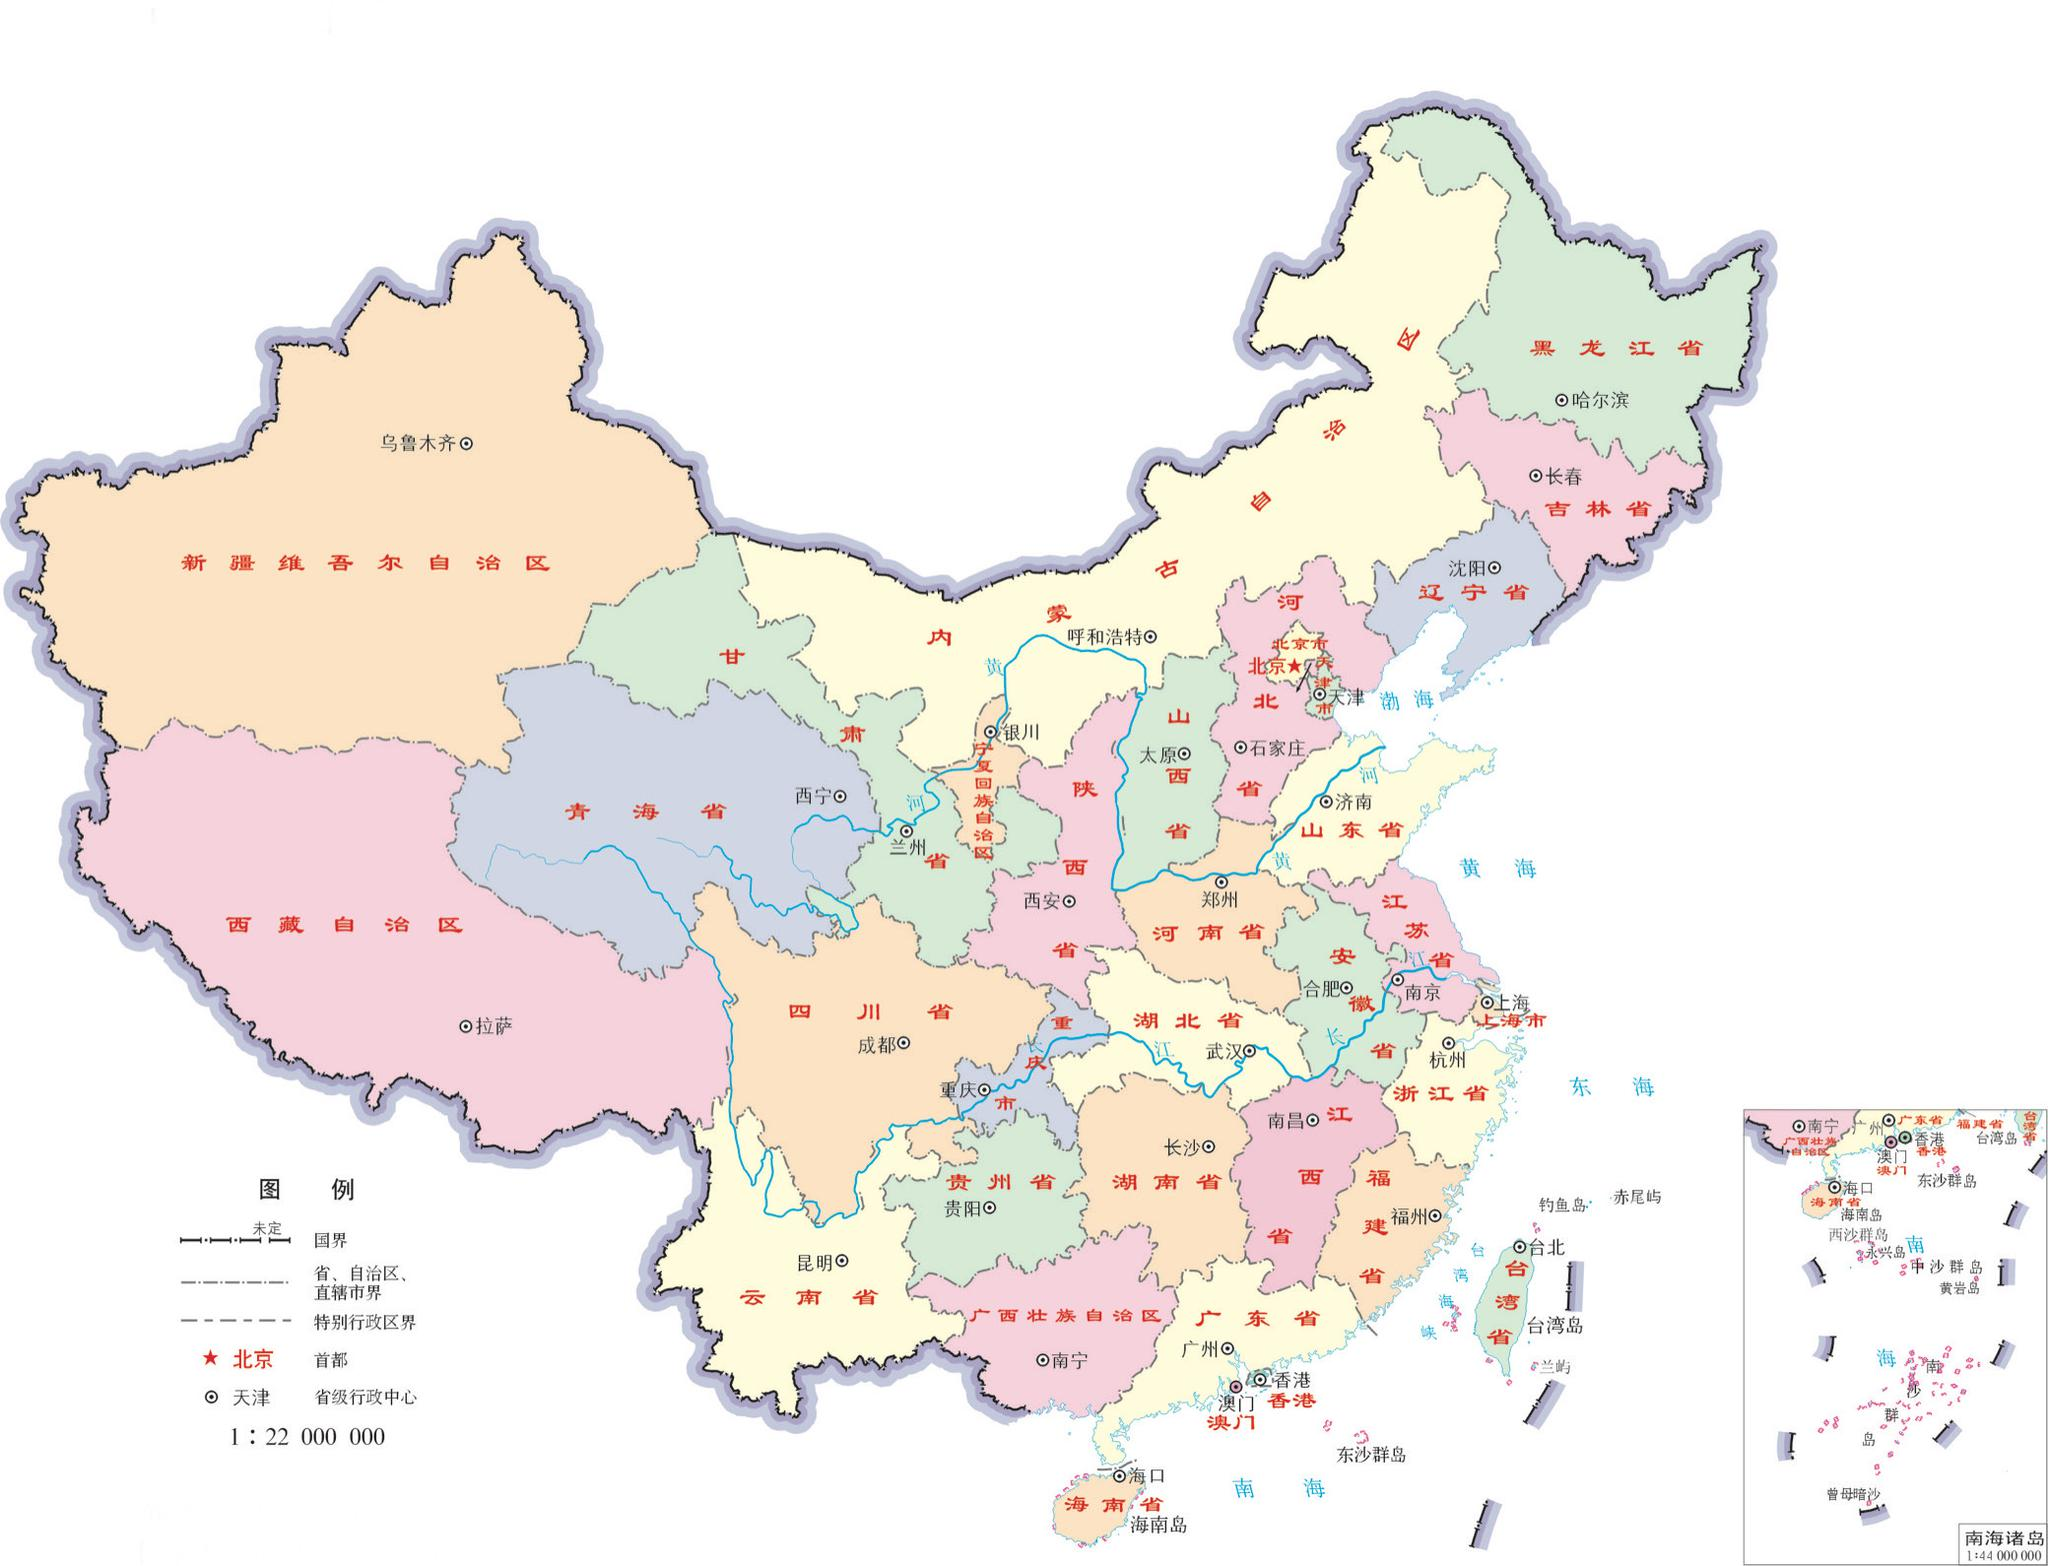 黑龙江省
哈尔滨
长春
吉林省
沈阳
辽宁省
内蒙古自治区
呼和浩特
新疆维吾尔自治区
乌鲁木齐
甘肃省
兰州
青海省
西宁
西藏自治区
拉萨
宁夏回族自治区
银川
陕西省
西安
山西省
太原
河北省
石家庄
北京市
北京
天津市
天津
渤海
山东省
济南
黄河
黄河
黄海
河南省
郑州
江苏省
南京
安徽省
合肥
上海
上海市
杭州
浙江省
湖北省
武汉
长江
长江
四川省
成都
重庆市
重庆
贵州省
贵阳
湖南省
长沙
江西省
南昌
福建省
福州
东海
钓鱼岛
赤尾屿
台湾海峡
台北
台湾省
台湾岛
兰屿
云南省
昆明
广西壮族自治区
南宁
广东省
广州
香港
香港
澳门
澳门
东沙群岛
海口
海南省
海南岛
南海
图 例
未定
国界
省、自治区、
直辖市界
特别行政区界
北京 首都
天津 省级行政中心
1：22 000 000
南宁
广西壮族
自治区
广州
广东省
福建省
台湾省
台湾岛
香港
香港
澳门
澳门
东沙群岛
海口
海南省
海南岛
西沙群岛
永兴岛
南海
中沙群岛
黄岩岛
南沙群岛
曾母暗沙
南海诸岛
1:44 000 000